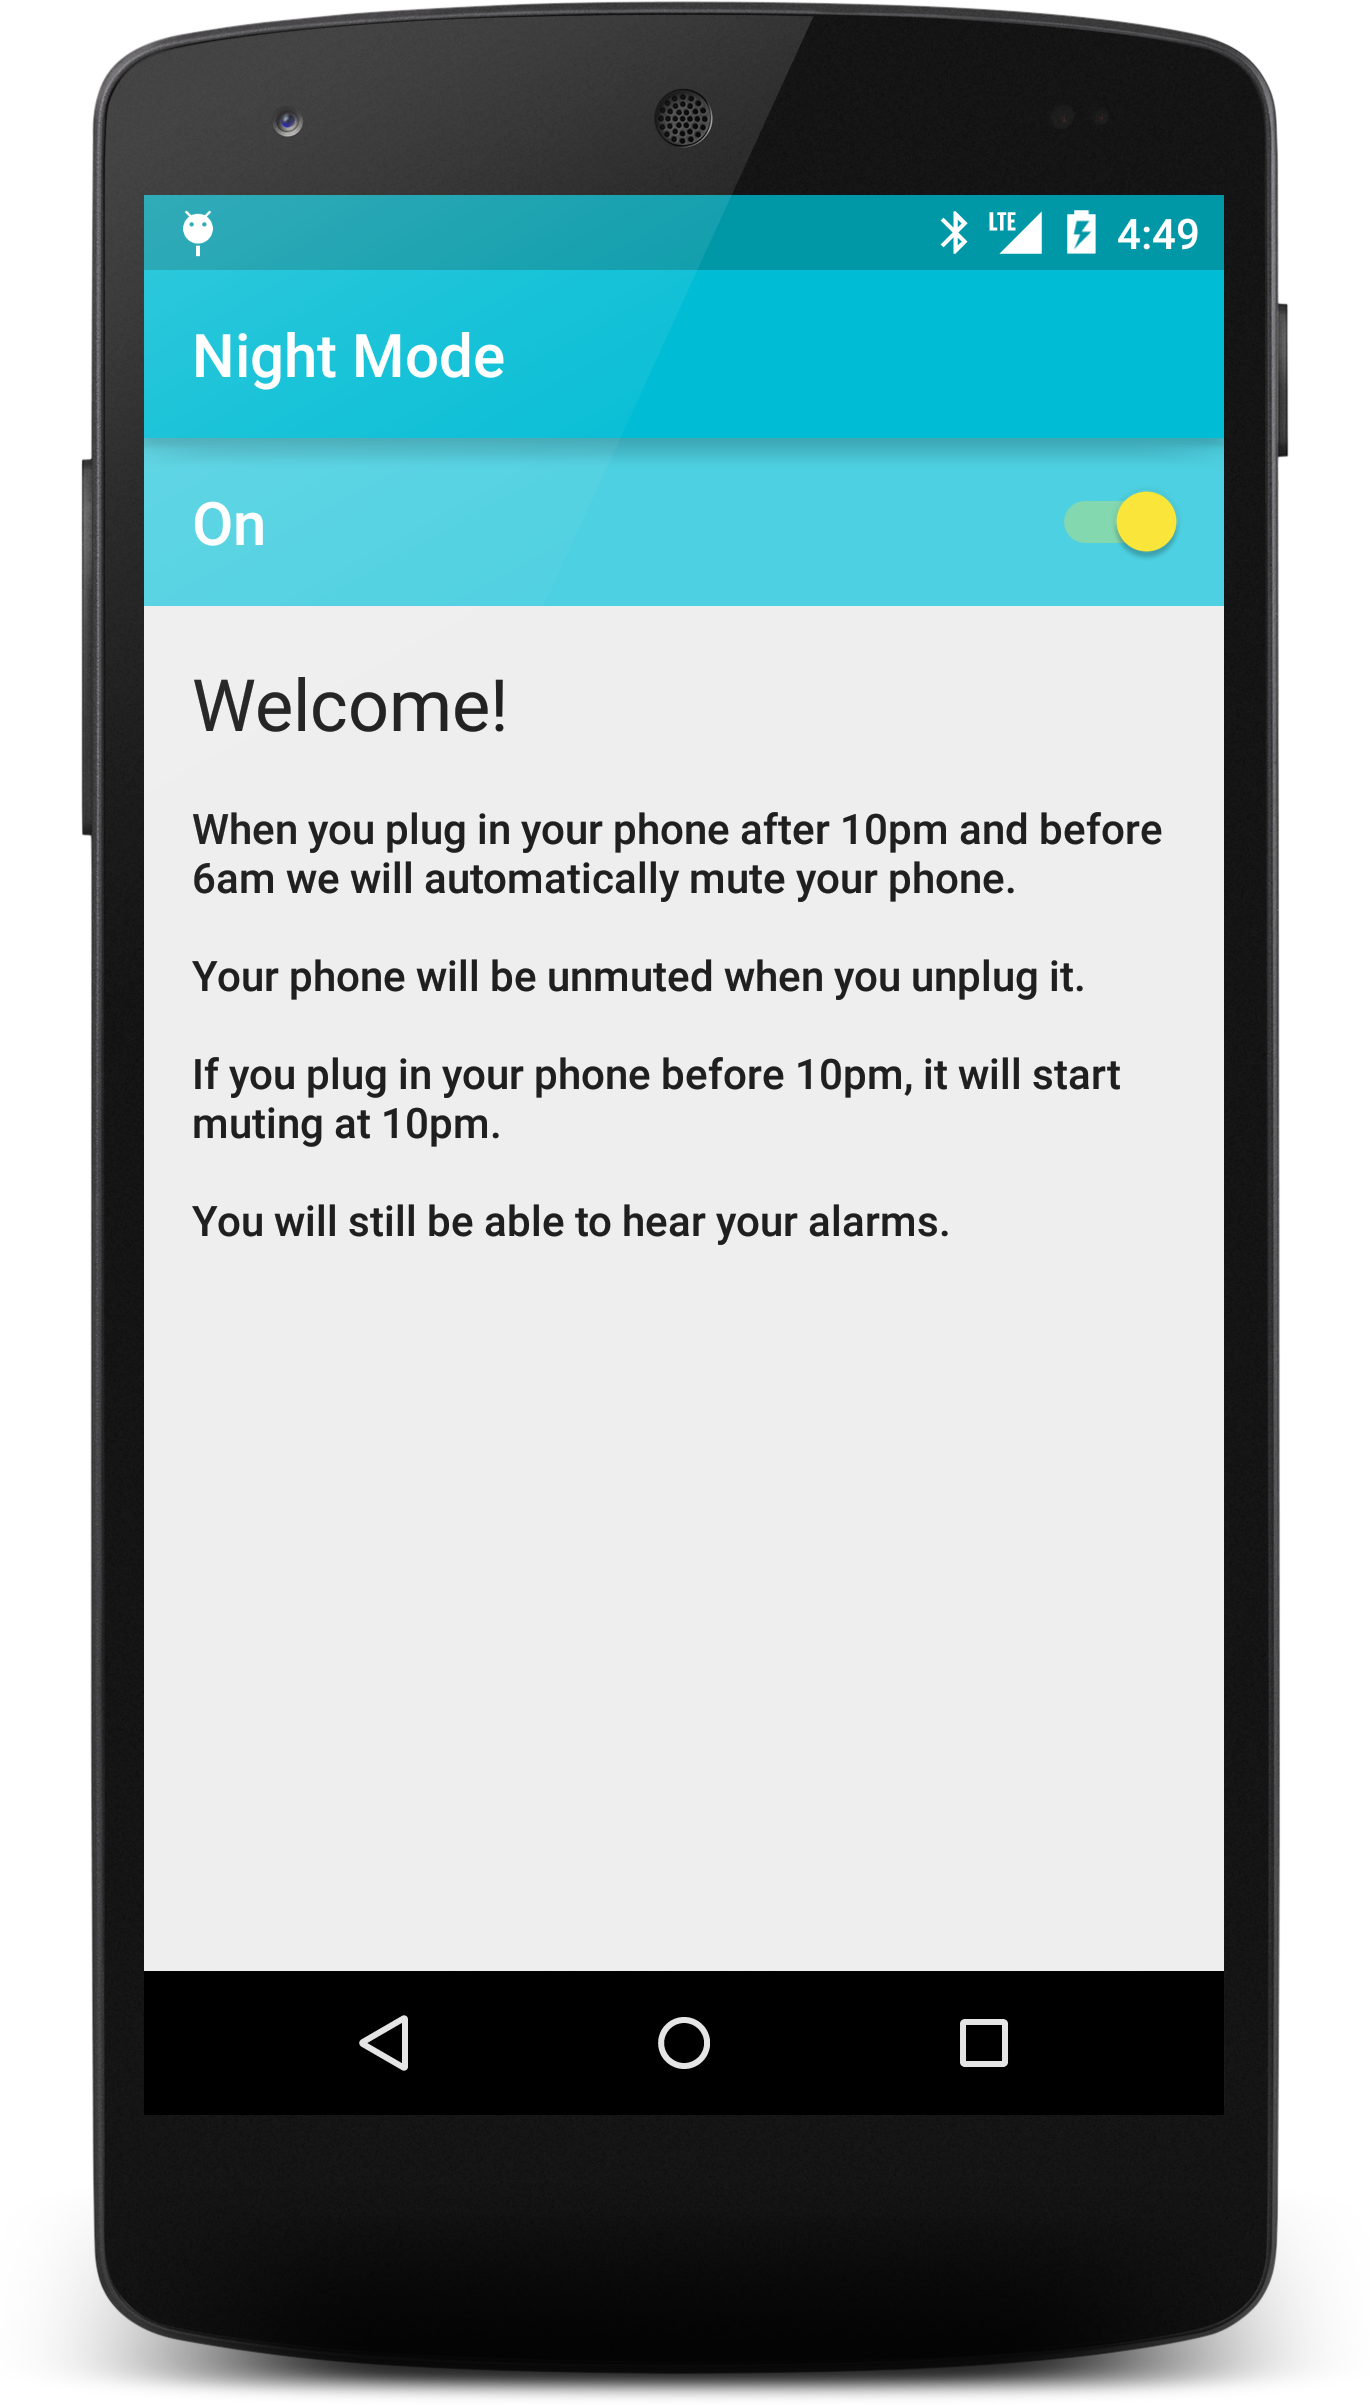 LTE 4:49
Night Mode
On
Welcome!
When you plug in your phone after 10pm and before
6am we will automatically mute your phone.
Your phone will be unmuted when you unplug it.
If you plug in your phone before 10pm, it will start
muting at 10pm.
You will still be able to hear your alarms.